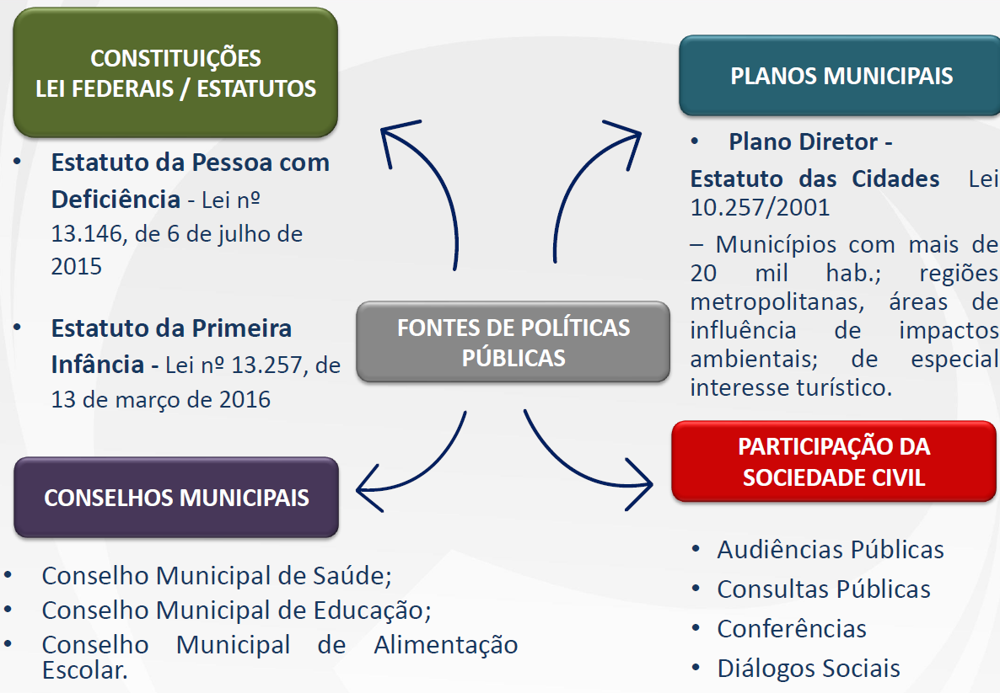 CONSTITUIÇÕES
LEI FEDERAIS / ESTATUTOS
• Estatuto da Pessoa com
Deficiência - Lei nº
13.146, de 6 de julho de
2015
• Estatuto da Primeira
Infância - Lei nº 13.257, de
13 de março de 2016
PLANOS MUNICIPAIS
• Plano Diretor -
Estatuto das Cidades Lei
10.257/2001
– Municípios com mais de
20 mil hab.; regiões
metropolitanas, áreas de
influência de impactos
ambientais; de especial
interesse turístico.
FONTES DE POLÍTICAS
PÚBLICAS
CONSELHOS MUNICIPAIS
• Conselho Municipal de Saúde;
• Conselho Municipal de Educação;
• Conselho Municipal de Alimentação
Escolar.
PARTICIPAÇÃO DA
SOCIEDADE CIVIL
• Audiências Públicas
• Consultas Públicas
• Conferências
• Diálogos Sociais